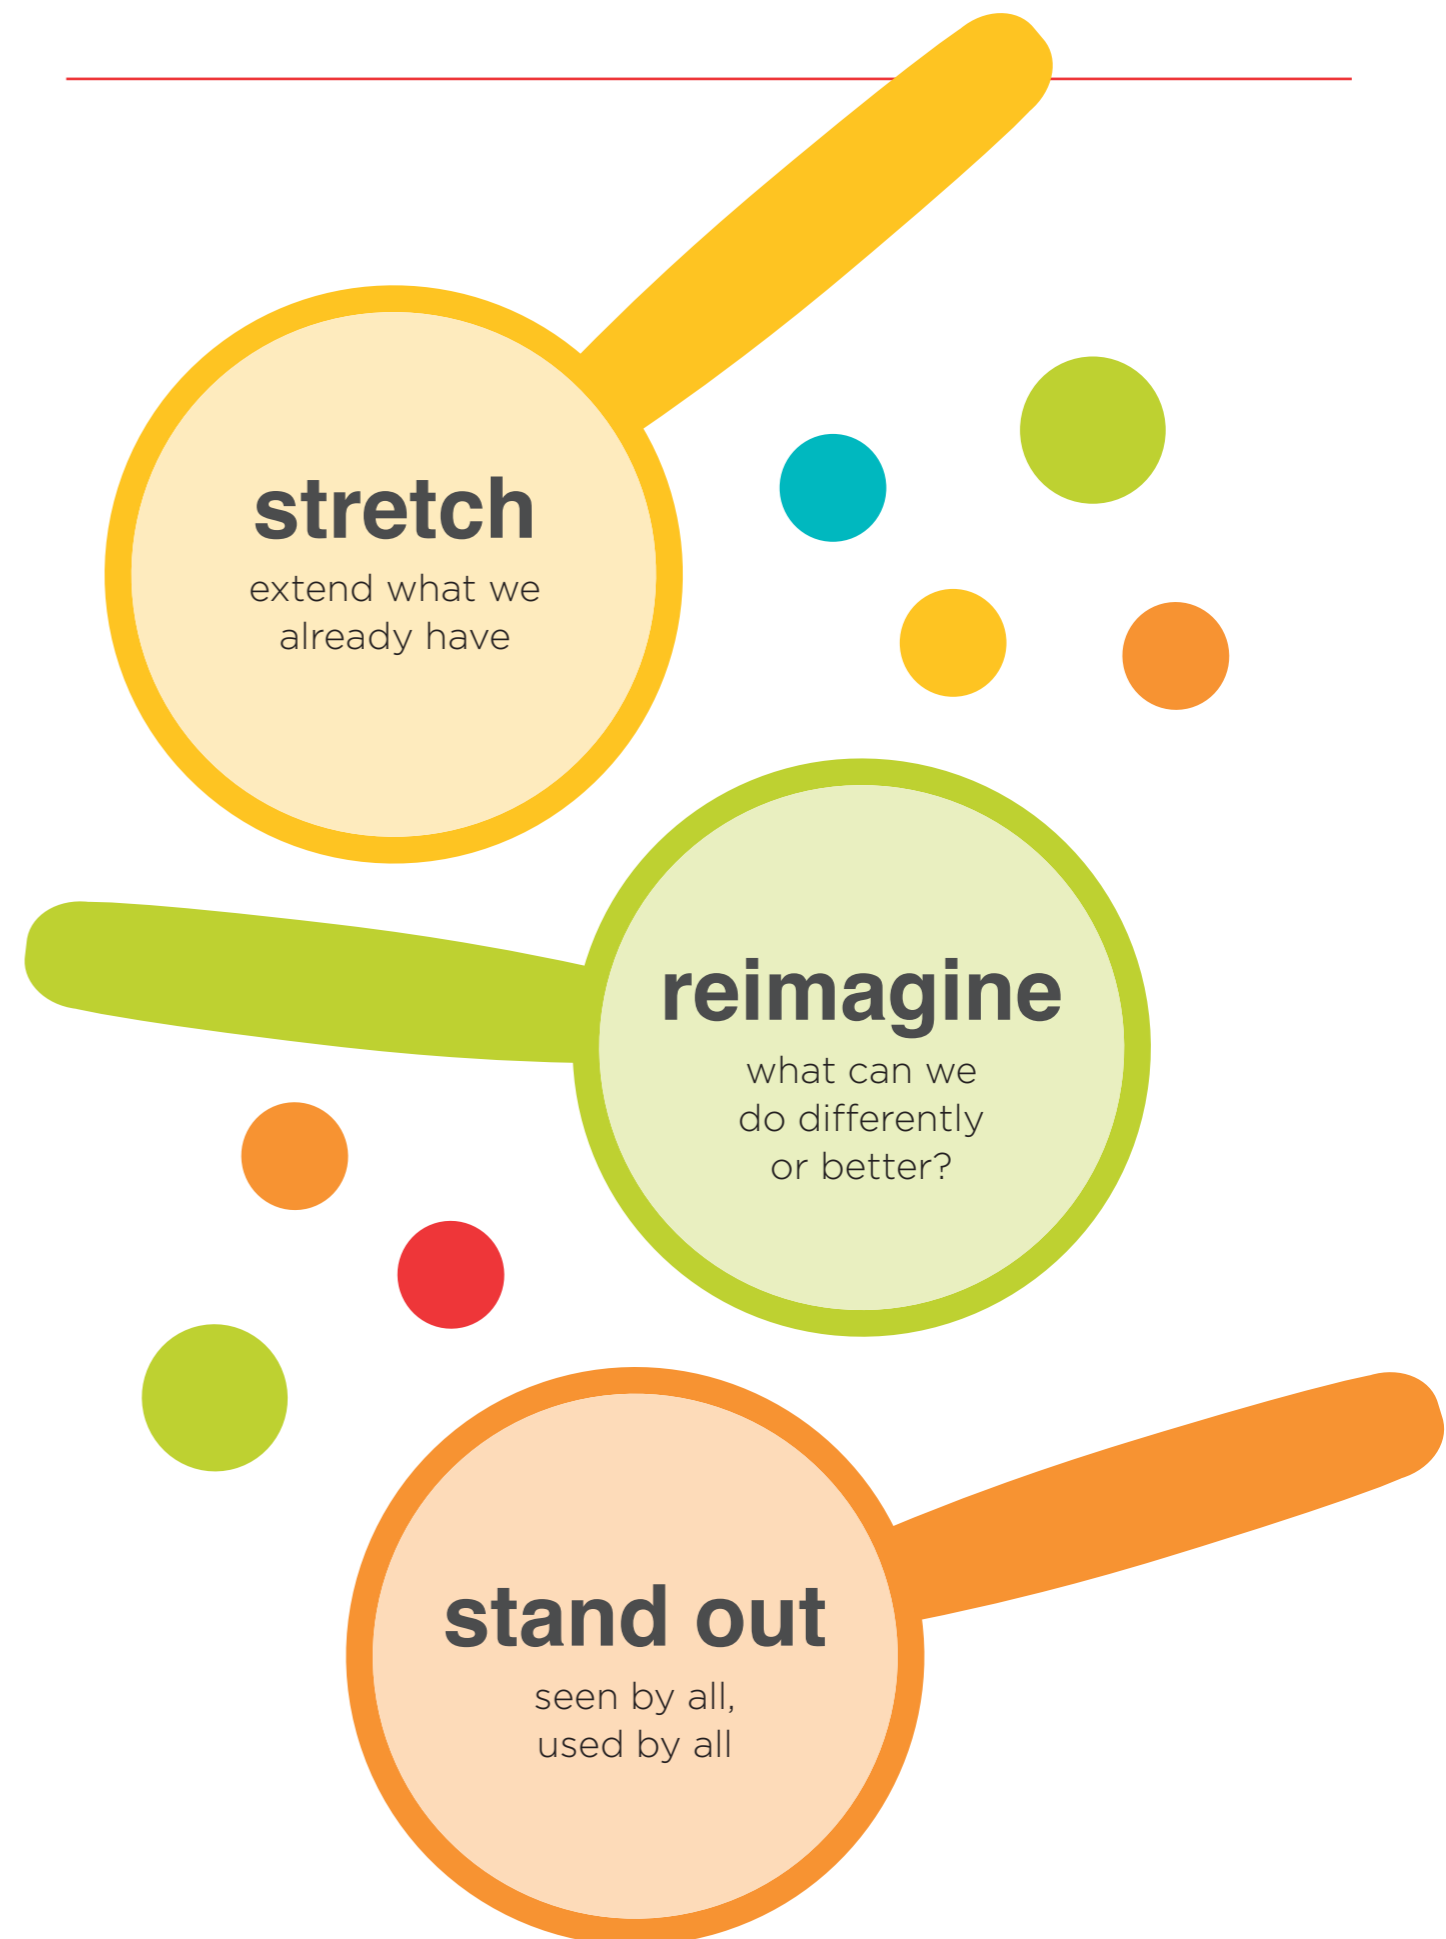 stretch
extend what we
already have
reimagine
what can we
do differently
or better?
stand out
seen by all,
used by all